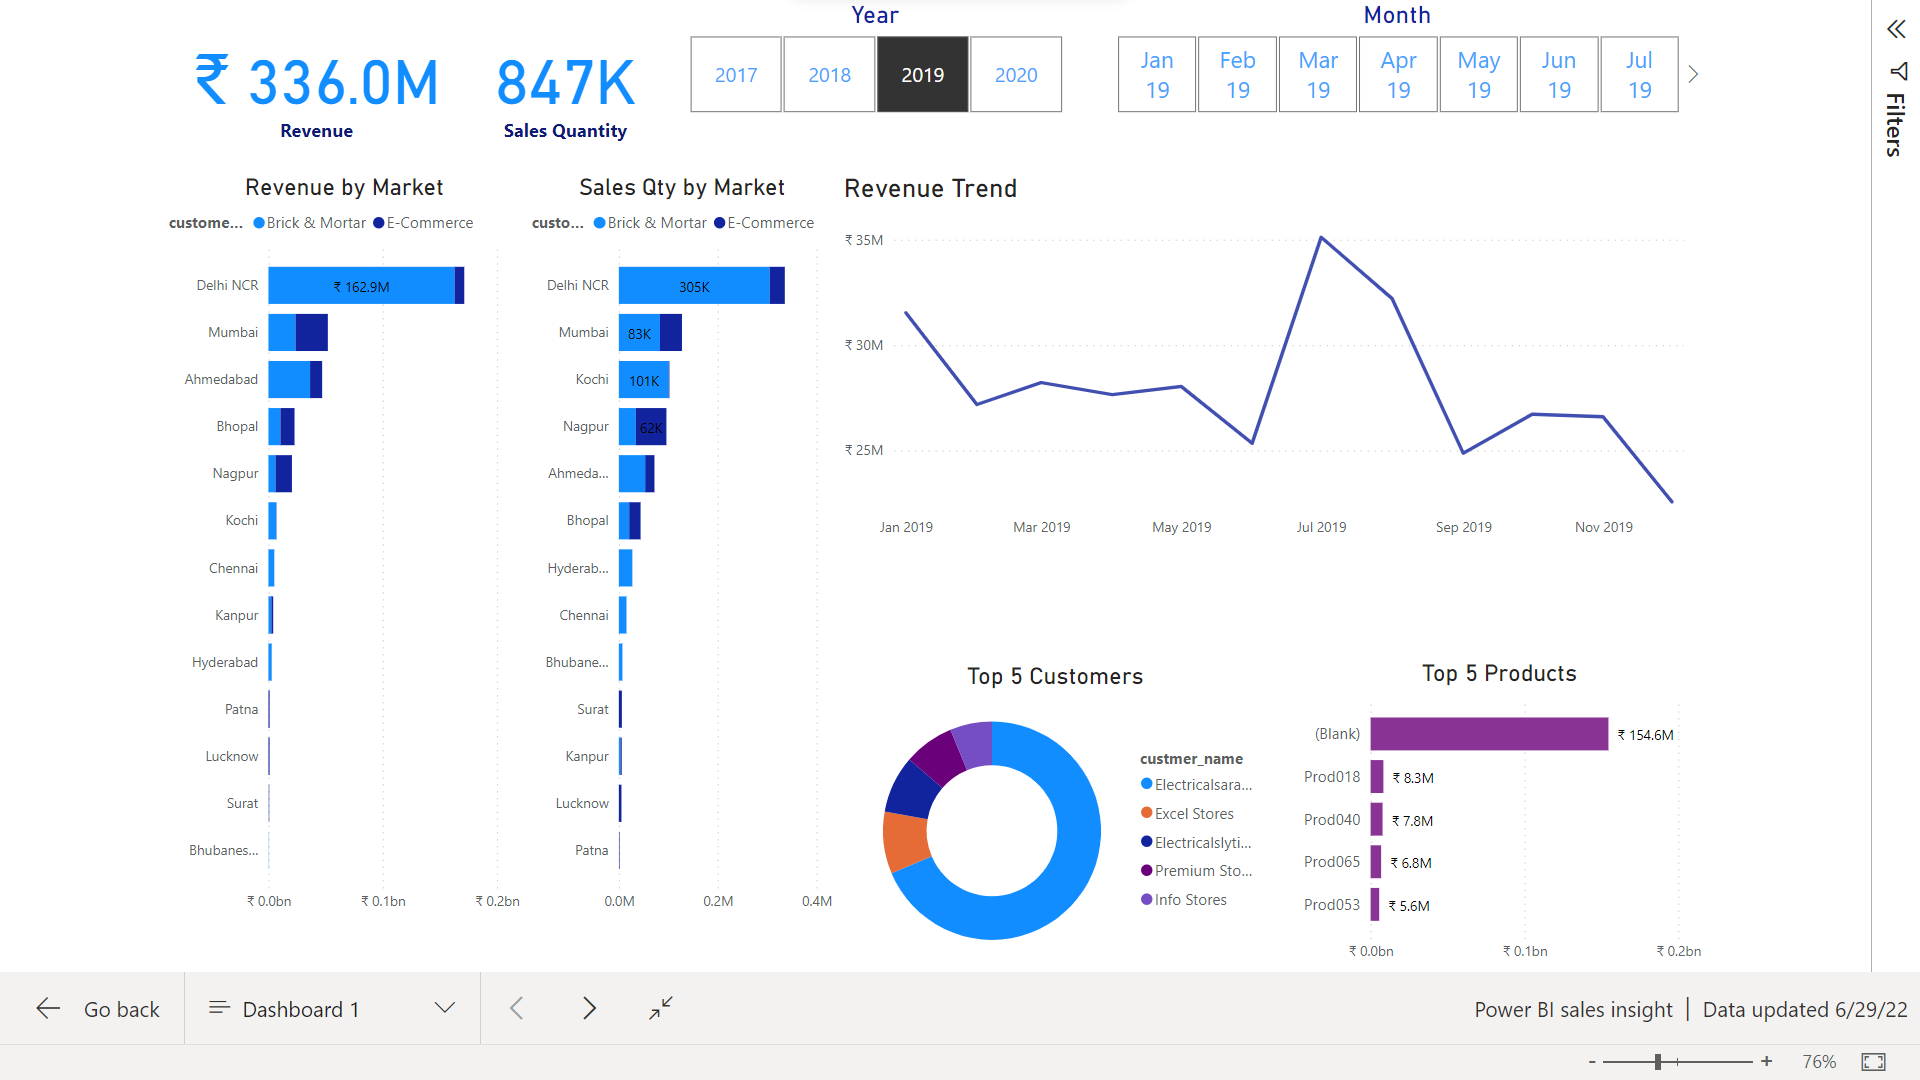 Year
Month
₹ 336.0M
Revenue
847K
Sales Quantity
2017
2018
2019
2020
Jan 19
Feb 19
Mar 19
Apr 19
May 19
Jun 19
Jul 19
Filters
Revenue by Market
custome... Brick & Mortar E-Commerce
Delhi NCR ₹ 162.9M
Mumbai
Ahmedabad
Bhopal
Nagpur
Kochi
Chennai
Kanpur
Hyderabad
Patna
Lucknow
Surat
Bhubanes...
₹ 0.0bn ₹ 0.1bn ₹ 0.2bn
Sales Qty by Market
custo... Brick & Mortar E-Commerce
Delhi NCR 305K
Mumbai 83K
Kochi 101K
Nagpur 62K
Ahmeda...
Bhopal
Hyderab...
Chennai
Bhubane...
Surat
Kanpur
Lucknow
Patna
0.0M 0.2M 0.4M
Revenue Trend
₹ 35M
₹ 30M
₹ 25M
Jan 2019 Mar 2019 May 2019 Jul 2019 Sep 2019 Nov 2019
Top 5 Customers
custmer_name
Electricalsara...
Excel Stores
Electricalslyti...
Premium Sto...
Info Stores
Top 5 Products
(Blank) ₹ 154.6M
Prod018 ₹ 8.3M
Prod040 ₹ 7.8M
Prod065 ₹ 6.8M
Prod053 ₹ 5.6M
₹ 0.0bn ₹ 0.1bn ₹ 0.2bn
Go back
Dashboard 1
Power BI sales insight | Data updated 6/29/22
- + 76%